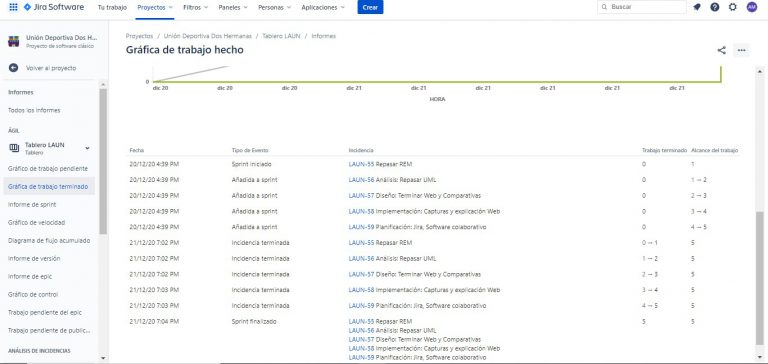 Jira Software Tu trabajo Proyectos Filtros Paneles Personas Aplicaciones Crear Buscar AM
Unión Deportiva Dos H...
Proyecto de software clásico
Volver al proyecto
Informes
Todos los informes
ÁGIL
Tablero LAUN
Tablero
Gráfico de trabajo pendiente
Gráfica de trabajo terminado
Informe de sprint
Gráfico de velocidad
Diagrama de flujo acumulado
Informe de versión
Informe de epic
Gráfico de control
Trabajo pendiente del epic
Trabajo pendiente de public...
ANÁLISIS DE INCIDENCIAS
Proyectos / Unión Deportiva Dos Hermanas / Tablero LAUN / Informes
Gráfica de trabajo hecho
0
dic 20 dic 20 dic 20 dic 20 dic 21 dic 21 dic 21 dic 21 dic 21
HORA
Fecha Tipo de Evento Incidencia Trabajo terminado Alcance del trabajo
20/12/20 4:39 PM Sprint iniciado LAUN-55 Repasar REM 0 1
20/12/20 4:39 PM Añadida a sprint LAUN-56 Análisis: Repasar UML 0 1 → 2
20/12/20 4:39 PM Añadida a sprint LAUN-57 Diseño: Terminar Web y Comparativas 0 2 → 3
20/12/20 4:39 PM Añadida a sprint LAUN-58 Implementación: Capturas y explicación Web 0 3 → 4
20/12/20 4:39 PM Añadida a sprint LAUN-59 Planificación: Jira, Software colaborativo 0 4 → 5
21/12/20 7:02 PM Incidencia terminada LAUN-55 Repasar REM 0 → 1 5
21/12/20 7:02 PM Incidencia terminada LAUN-56 Análisis: Repasar UML 1 → 2 5
21/12/20 7:02 PM Incidencia terminada LAUN-57 Diseño: Terminar Web y Comparativas 2 → 3 5
21/12/20 7:03 PM Incidencia terminada LAUN-58 Implementación: Capturas y explicación Web 3 → 4 5
21/12/20 7:03 PM Incidencia terminada LAUN-59 Planificación: Jira, Software colaborativo 4 → 5 5
21/12/20 7:04 PM Sprint finalizado LAUN-55 Repasar REM 5 5
LAUN-56 Análisis: Repasar UML
LAUN-57 Diseño: Terminar Web y Comparativas
LAUN-58 Implementación: Capturas y explicación Web
LAUN-59 Planificación: Jira, Software colaborativo